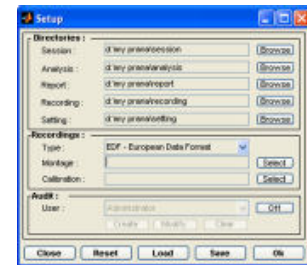 Setup
Directories :
Session : d:\my prana\session Browse
Analysis : d:\my prana\analysis Browse
Report : d:\my prana\report Browse
Recording : d:\my prana\recording Browse
Setting : d:\my prana\setting Browse
Recordings :
Type : EDF - European Data Format
Montage : Select
Calibration : Select
Audit :
User : Administrator Off
Create Modify Clear
Close Reset Load Save Ok